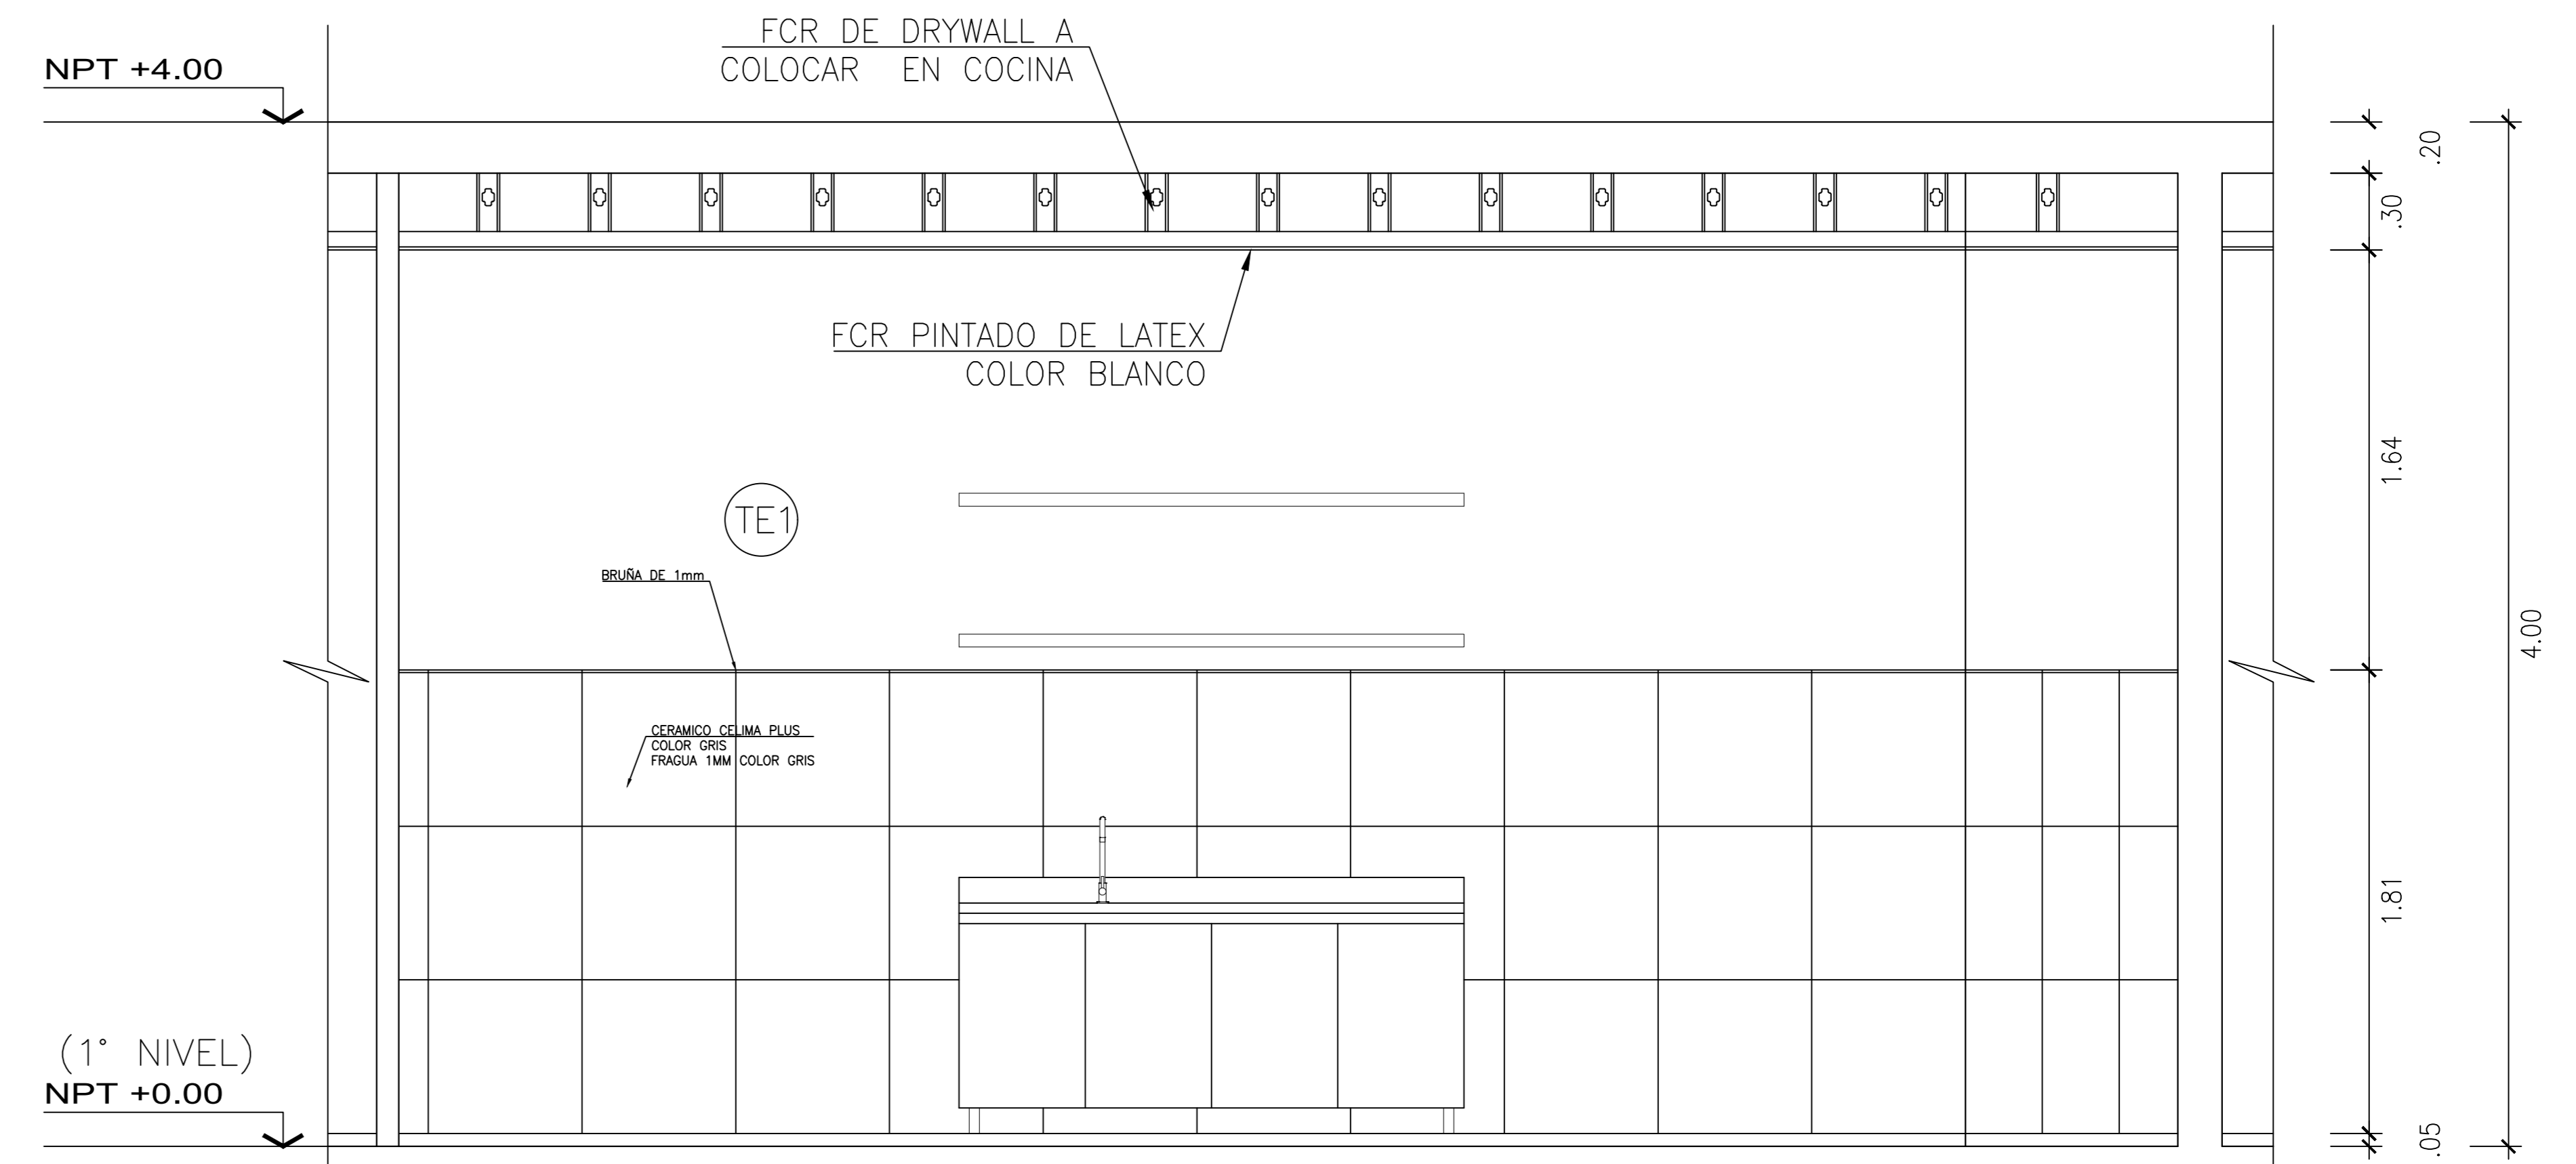 FCR DE DRYWALL A
COLOCAR EN COCINA
NPT +4.00
.20
.30
FCR PINTADO DE LATEX
COLOR BLANCO
1.64
TE1
BRUÑA DE 1mm
4.00
CERAMICO CELIMA PLUS
COLOR GRIS
FRAGUA 1MM COLOR GRIS
1.81
(1° NIVEL)
NPT +0.00
.05